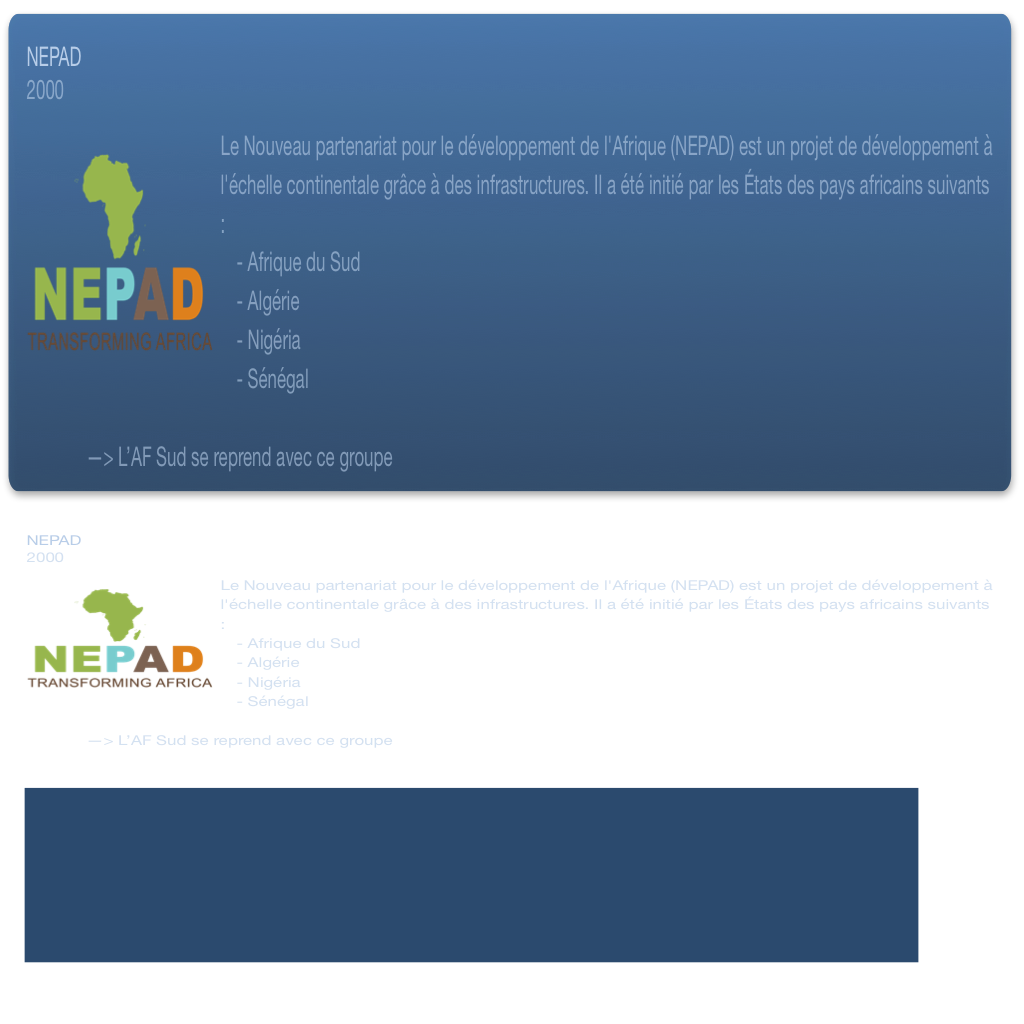 NEPAD
2000
Le Nouveau partenariat pour le développement de l'Afrique (NEPAD) est un projet de développement à
l'échelle continentale grâce à des infrastructures. Il a été initié par les États des pays africains suivants
:
- Afrique du Sud
- Algérie
- Nigéria
- Sénégal
NEPAD
TRANSFORMING AFRICA
—> L’AF Sud se reprend avec ce groupe
NEPAD
2000
Le Nouveau partenariat pour le développement de l'Afrique (NEPAD) est un projet de développement à
l'échelle continentale grâce à des infrastructures. Il a été initié par les États des pays africains suivants
:
- Afrique du Sud
- Algérie
- Nigéria
- Sénégal
NEPAD
TRANSFORMING AFRICA
—> L’AF Sud se reprend avec ce groupe